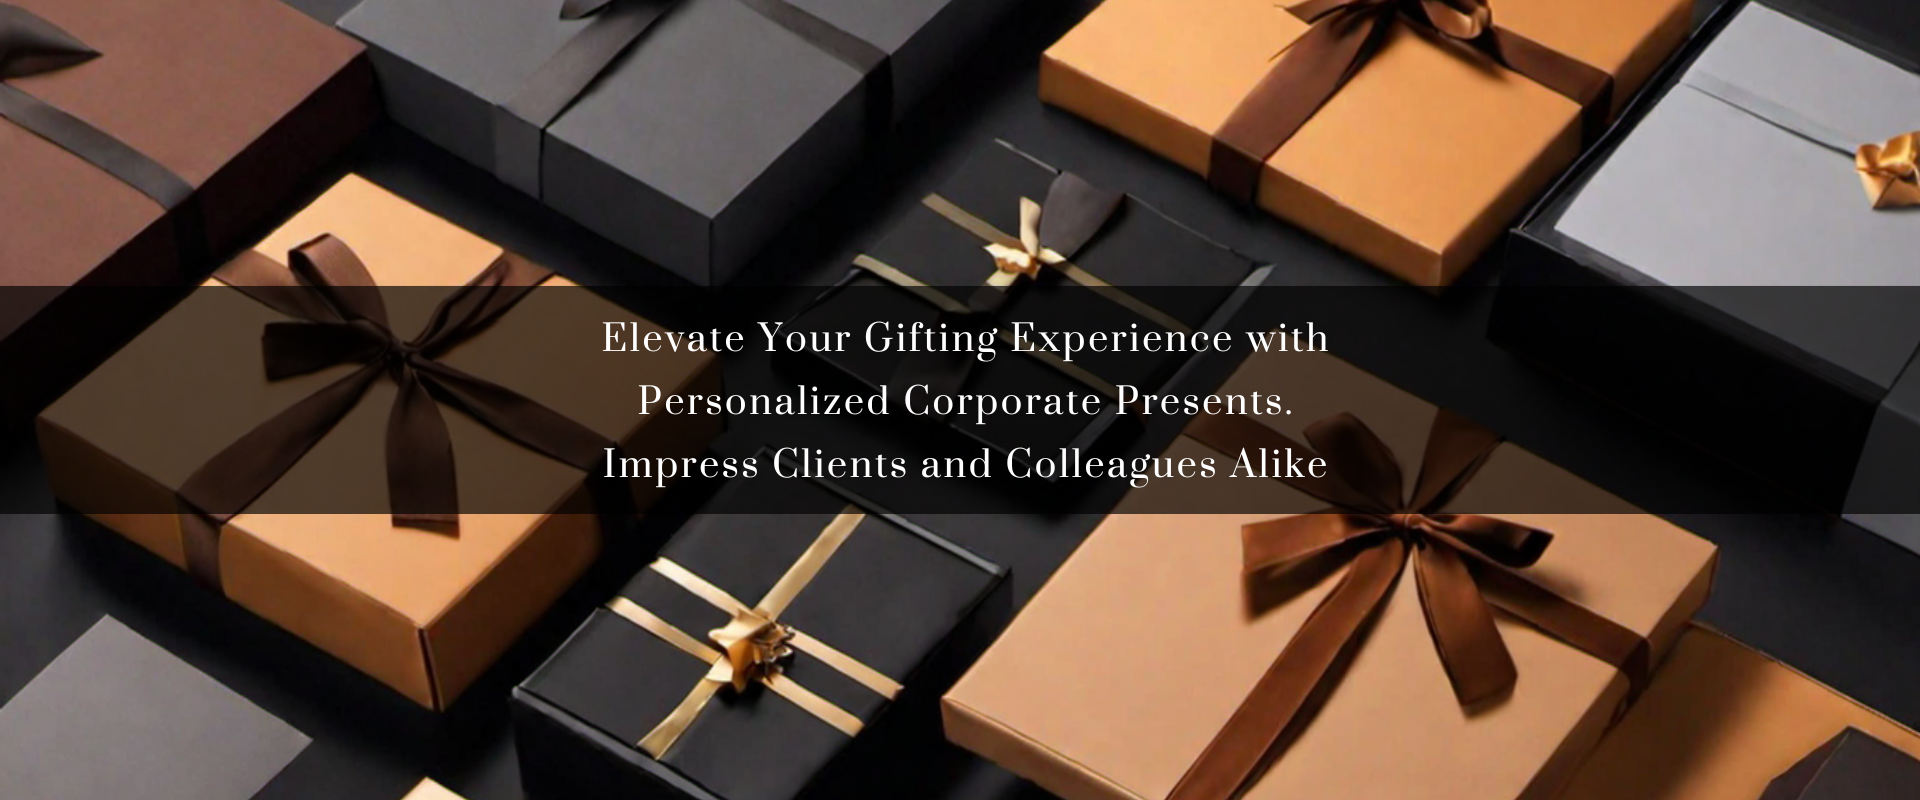 Elevate Your Gifting Experience with
Personalized Corporate Presents.
Impress Clients and Colleagues Alike